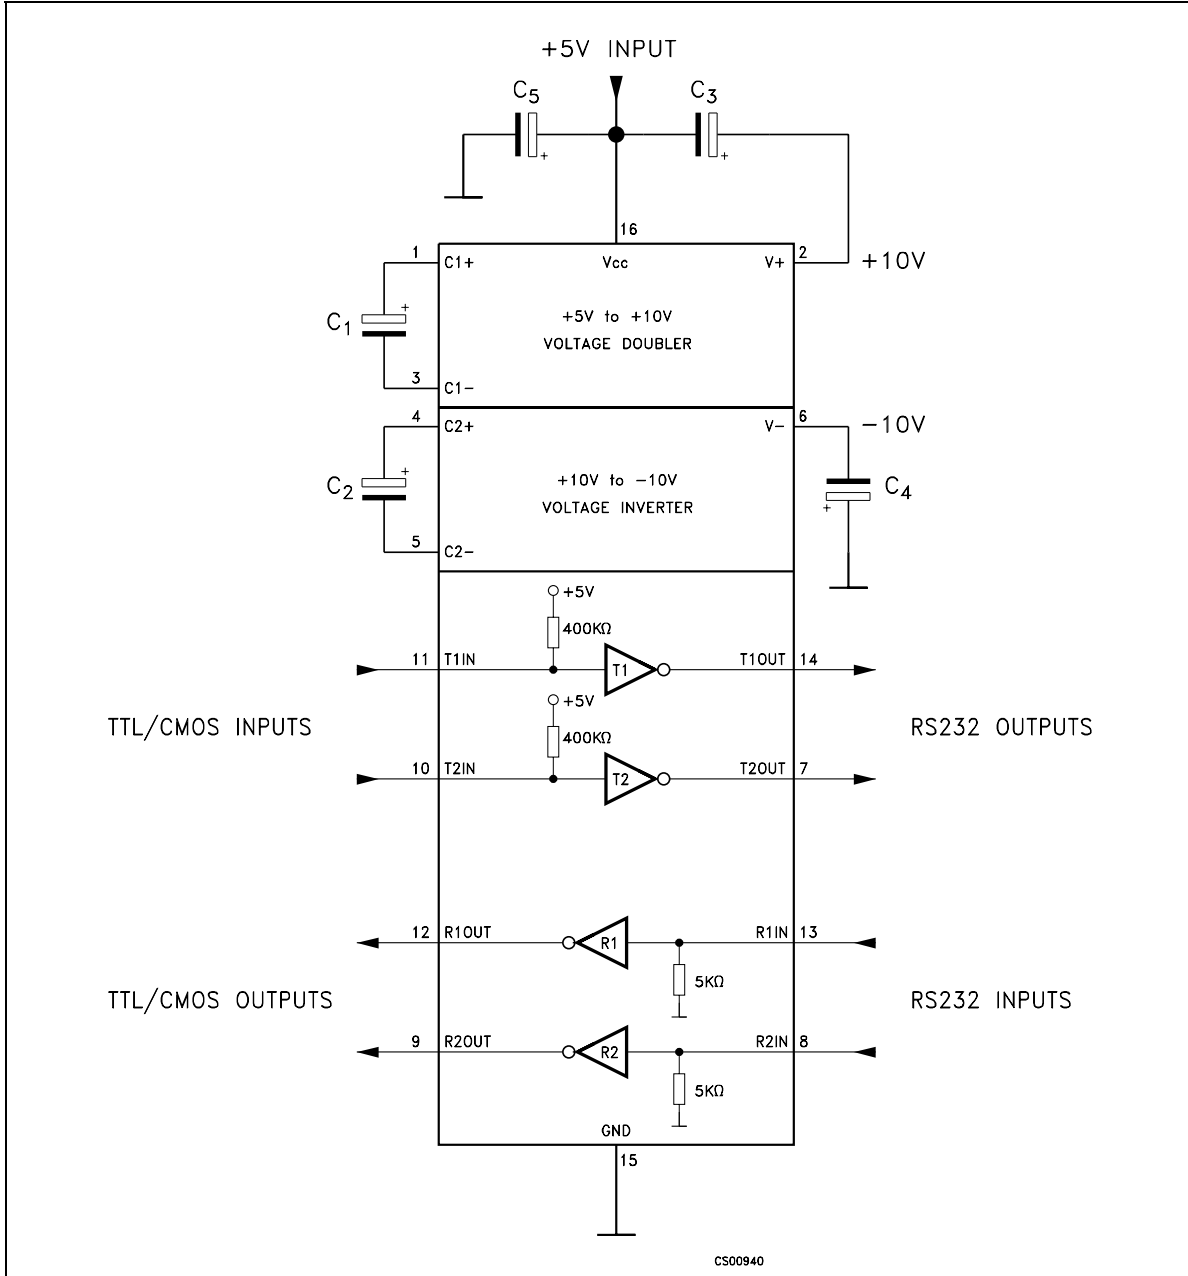 +5V INPUT
C5 C3
+ +
16
1 C1+ Vcc V+ 2 +10V
+
C1 +5V to +10V
VOLTAGE DOUBLER
3 C1-
4 C2+ V- 6 -10V
+
C2 +10V to -10V C4
VOLTAGE INVERTER +
5 C2-
+5V
400KΩ
11 T1IN T1 T1OUT 14
+5V
TTL/CMOS INPUTS RS232 OUTPUTS
400KΩ
10 T2IN T2 T2OUT 7
12 R1OUT R1 R1IN 13
5KΩ
TTL/CMOS OUTPUTS RS232 INPUTS
9 R2OUT R2 R2IN 8
5KΩ
GND
15
CS00940